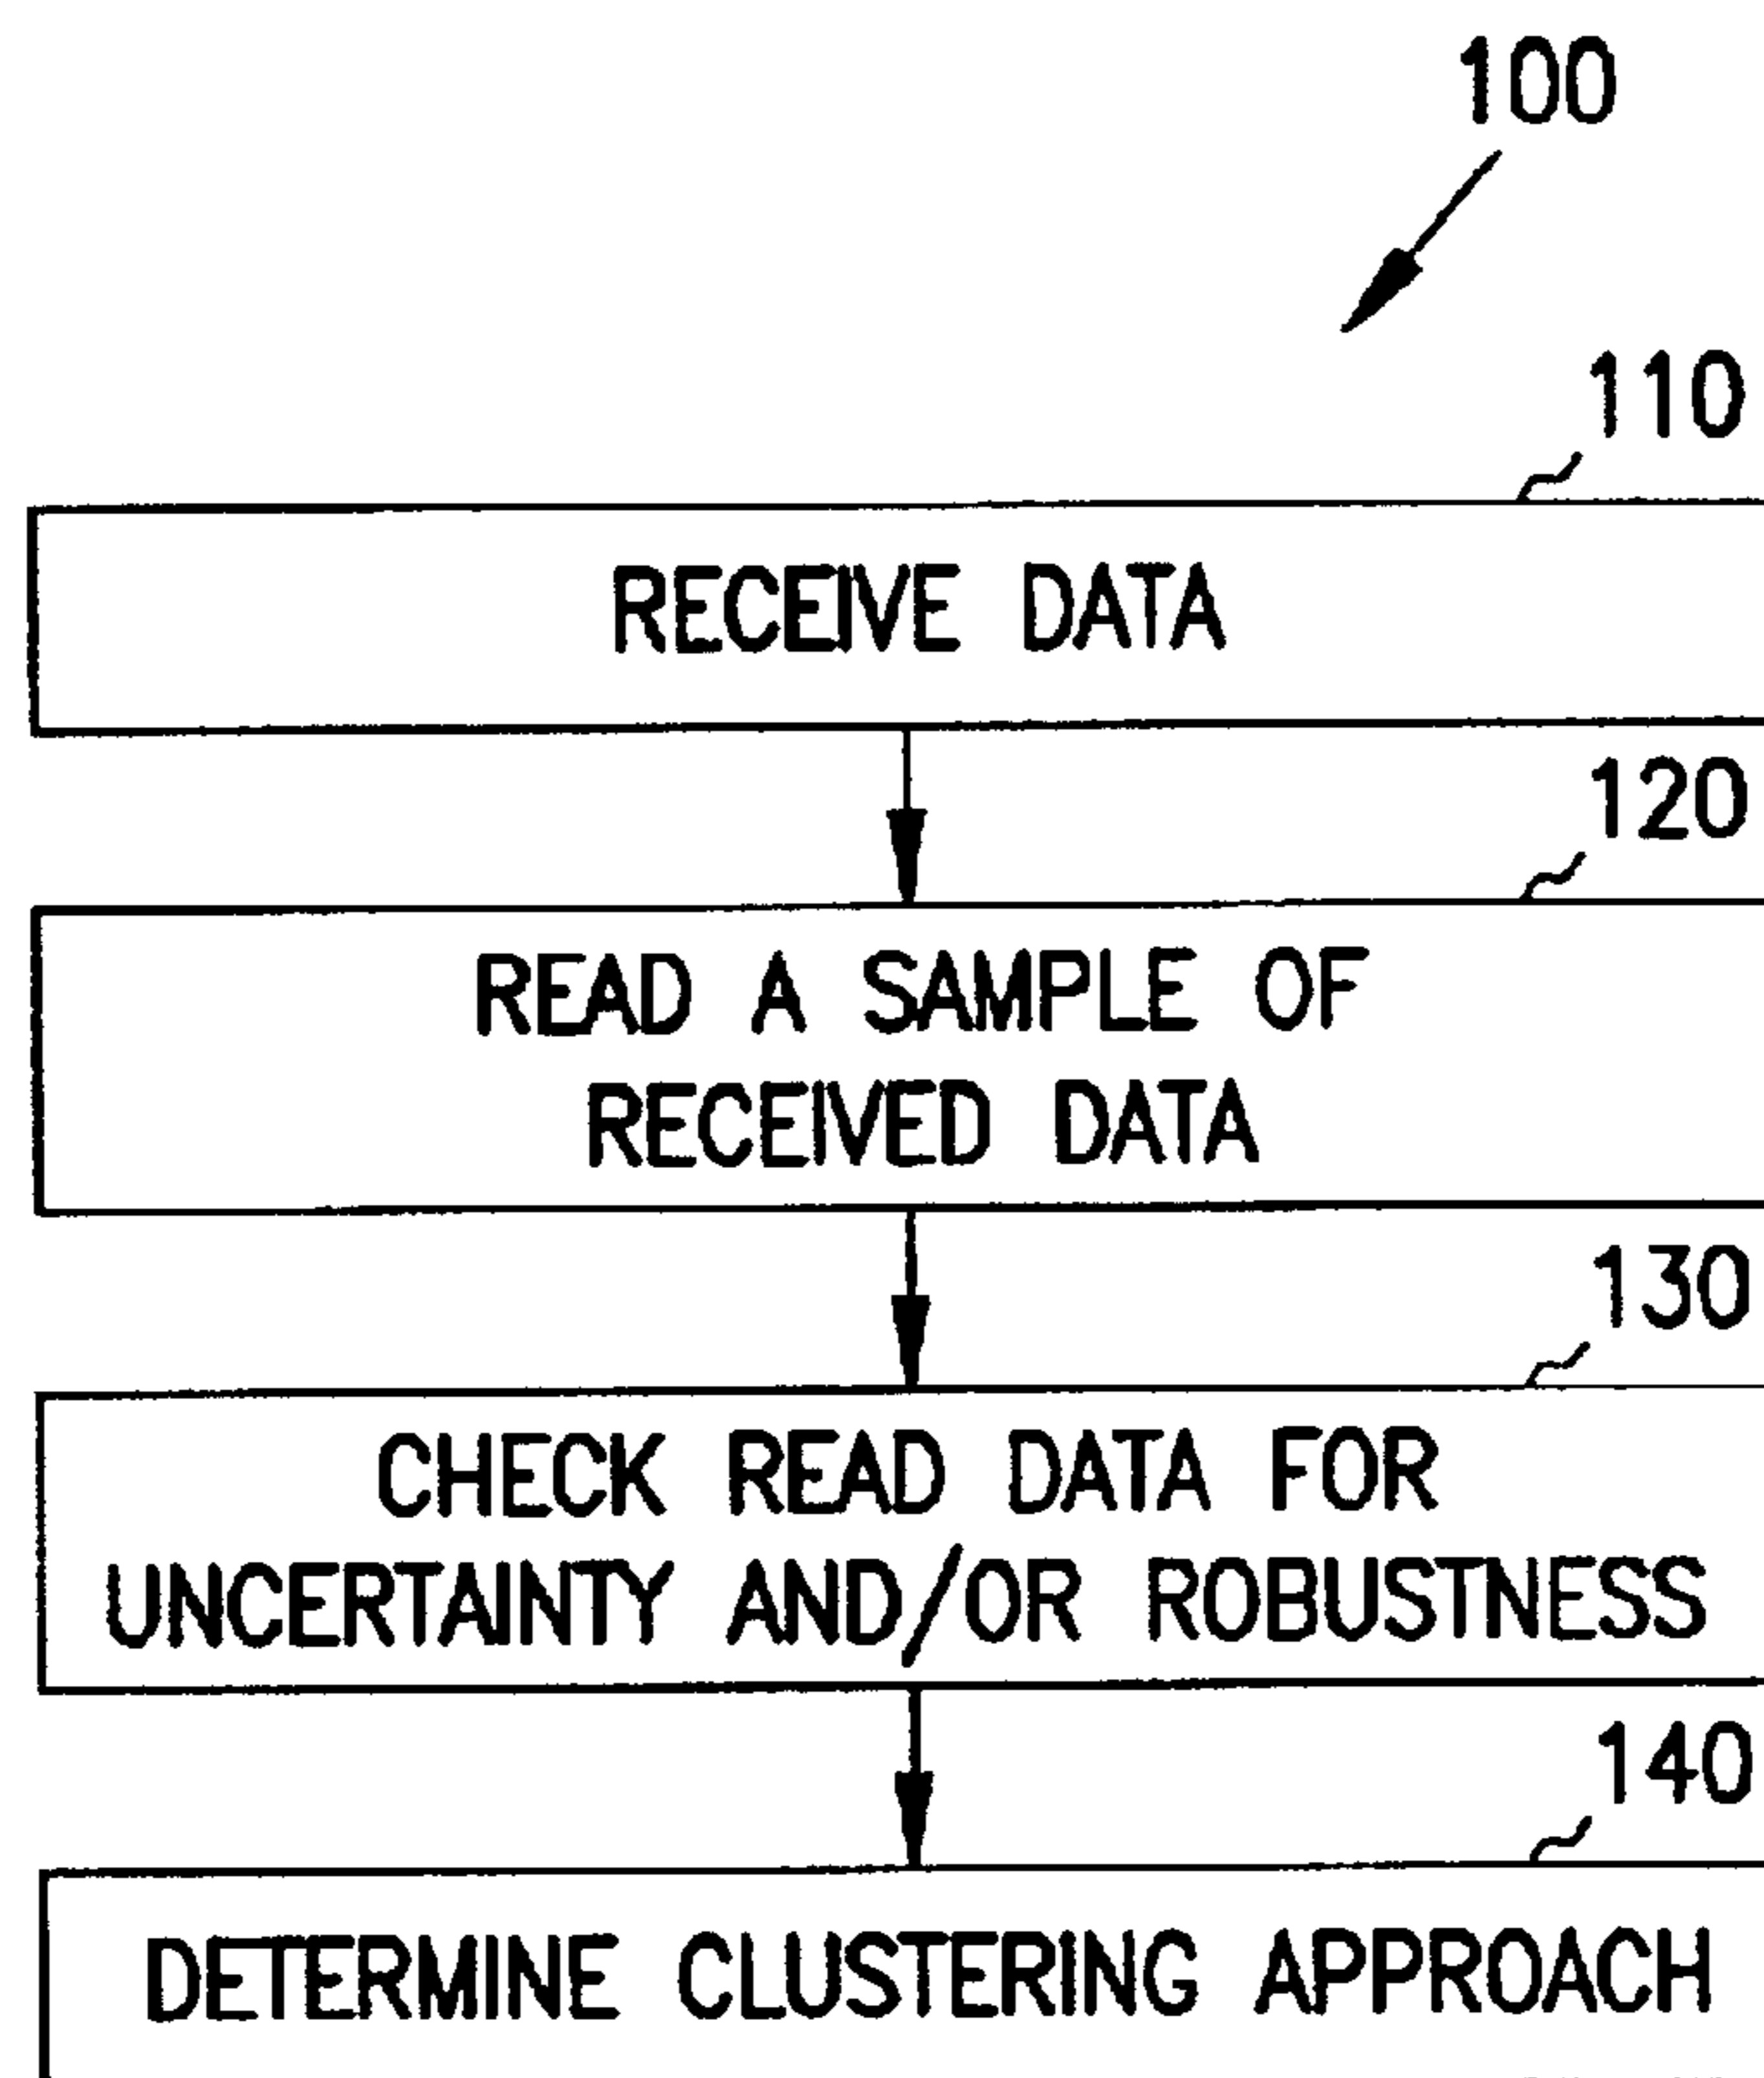 100
110
RECEIVE DATA
120
READ A SAMPLE OF
RECEIVED DATA
130
CHECK READ DATA FOR
UNCERTAINTY AND/OR ROBUSTNESS
140
DETERMINE CLUSTERING APPROACH